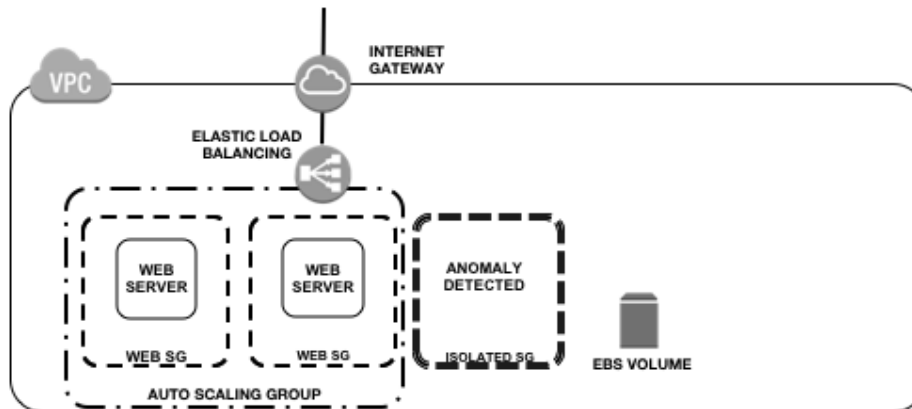 INTERNET
GATEWAY
VPC
ELASTIC LOAD
BALANCING
WEB
SERVER
WEB SG
WEB
SERVER
WEB SG
ANOMALY
DETECTED
ISOLATED SG
EBS VOLUME
AUTO SCALING GROUP